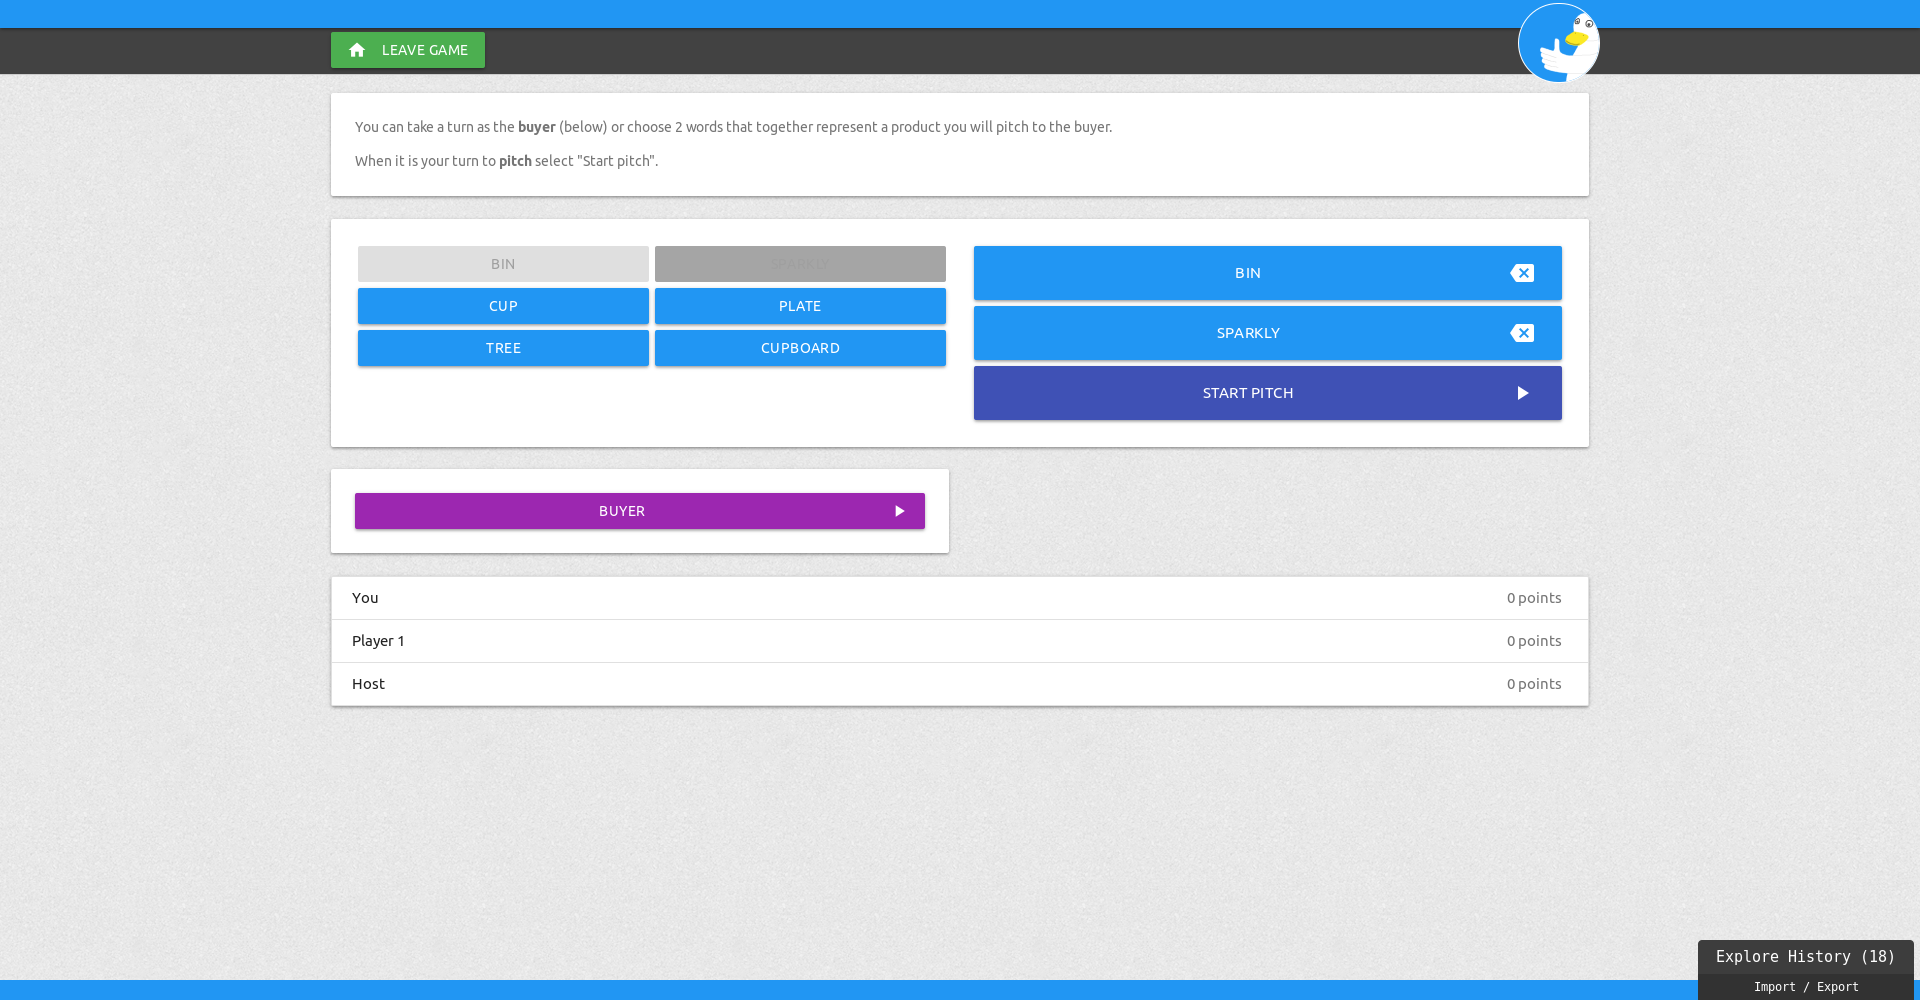 LEAVE GAME
You can take a turn as the buyer (below) or choose 2 words that together represent a product you will pitch to the buyer.
When it is your turn to pitch select "Start pitch".
BIN
SPARKLY
CUP
PLATE
TREE
CUPBOARD
BIN
SPARKLY
START PITCH
BUYER
You 0 points
Player 1 0 points
Host 0 points
Explore History (18)
Import / Export